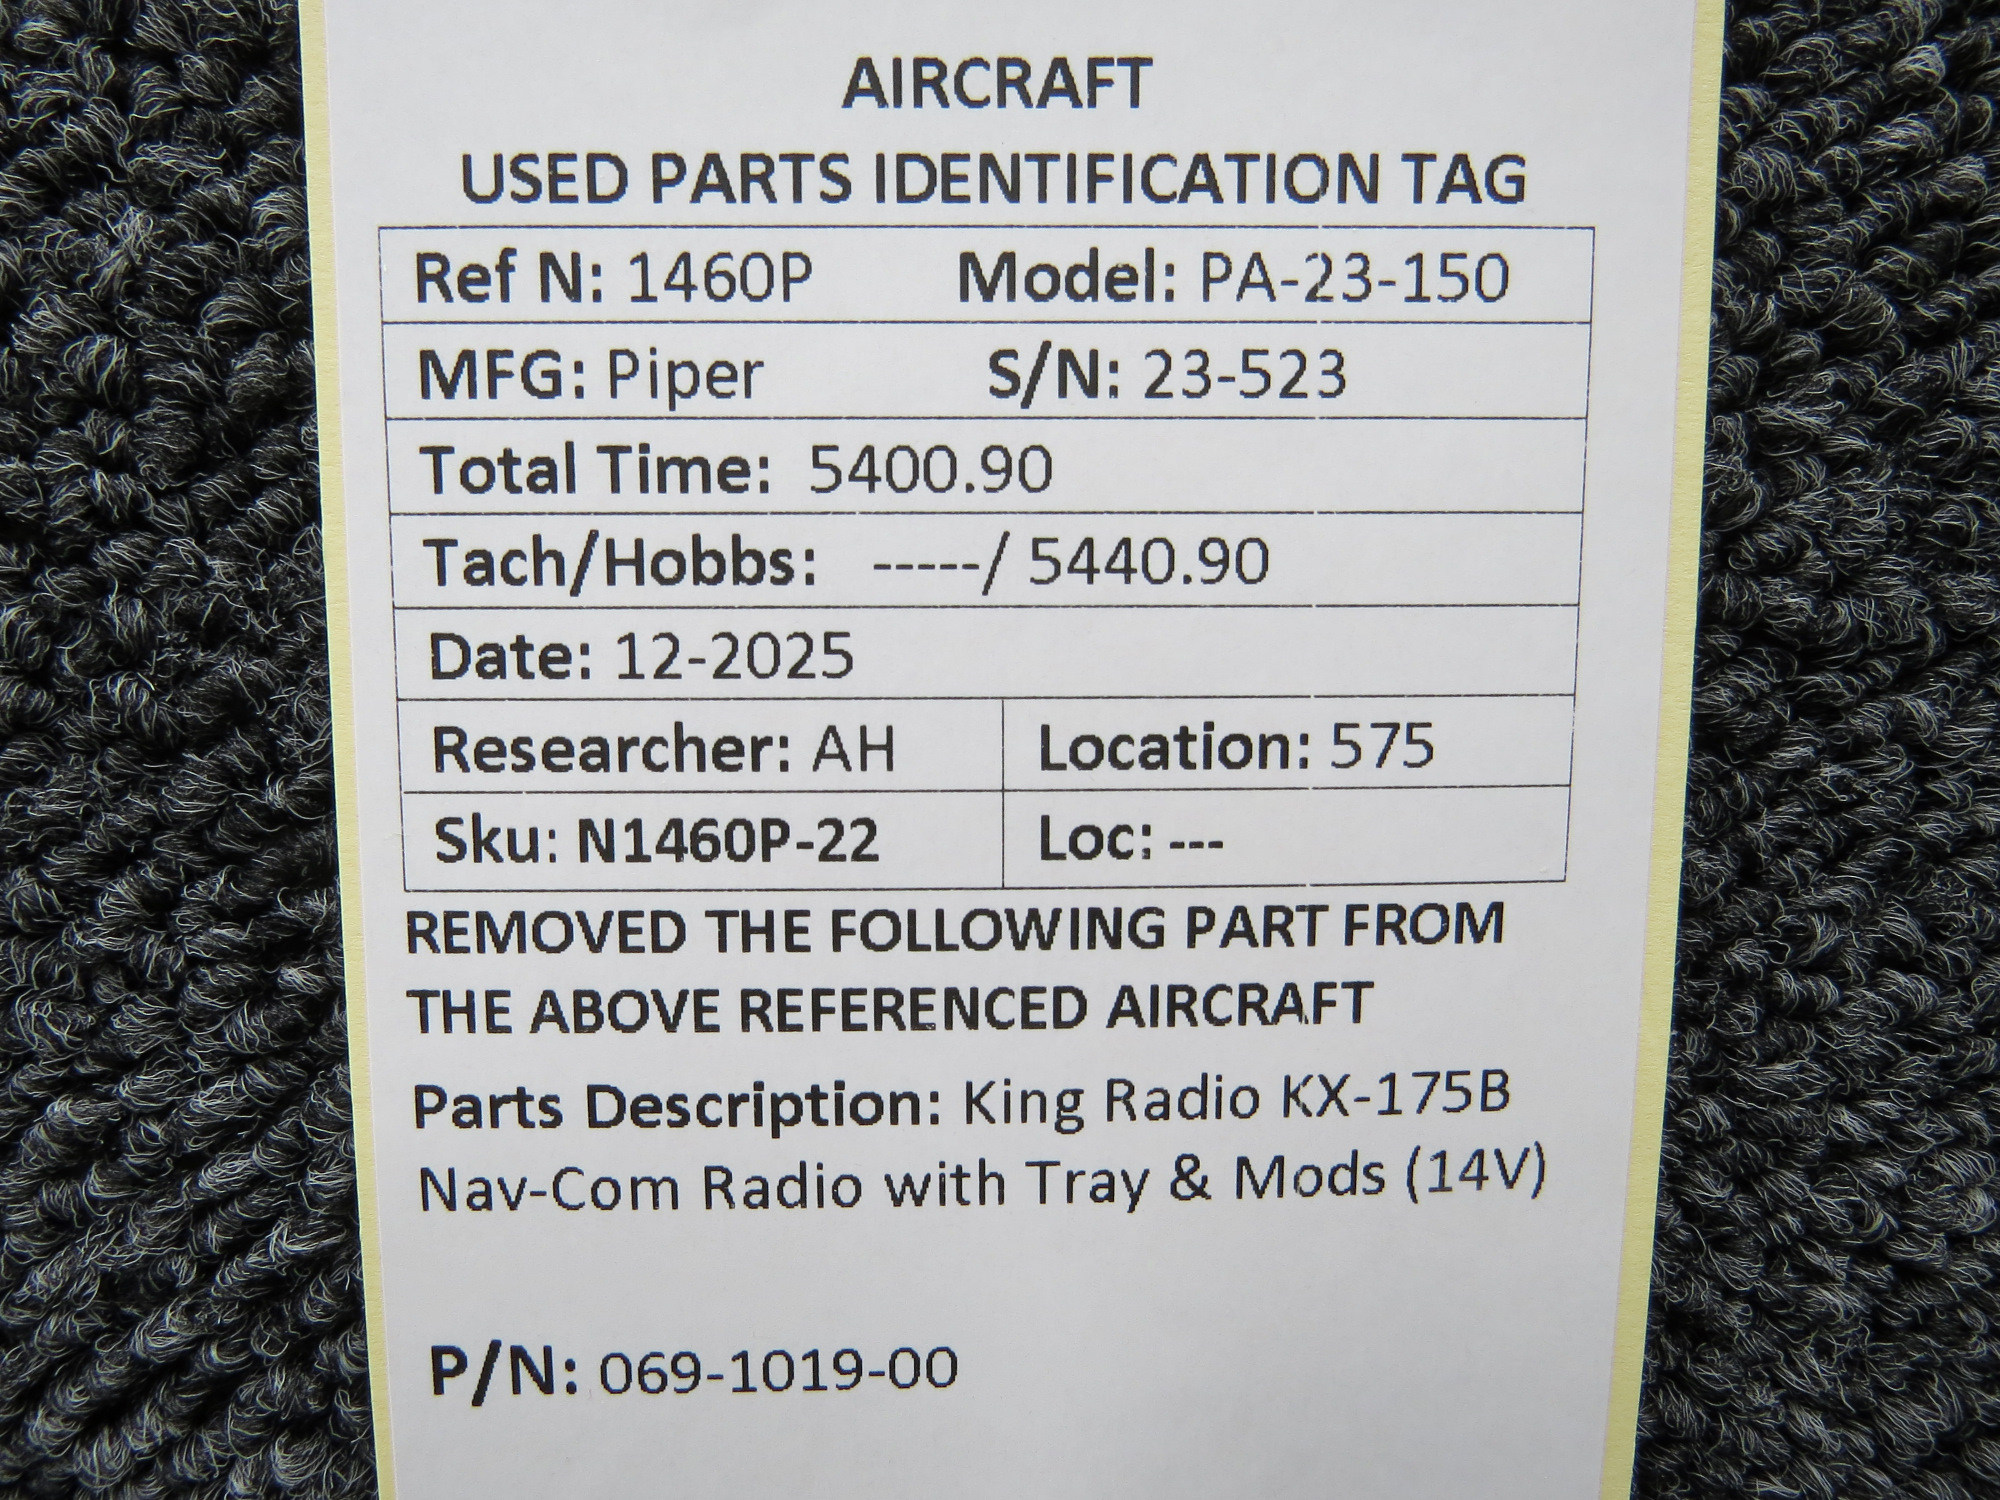 AIRCRAFT
USED PARTS IDENTIFICATION TAG
Ref N: 1460P Model: PA-23-150
MFG: Piper S/N: 23-523
Total Time: 5400.90
Tach/Hobbs: -----/ 5440.90
Date: 12-2025
Researcher: AH Location: 575
Sku: N1460P-22 Loc: ---
REMOVED THE FOLLOWING PART FROM
THE ABOVE REFERENCED AIRCRAFT
Parts Description: King Radio KX-175B
Nav-Com Radio with Tray & Mods (14V)
P/N: 069-1019-00